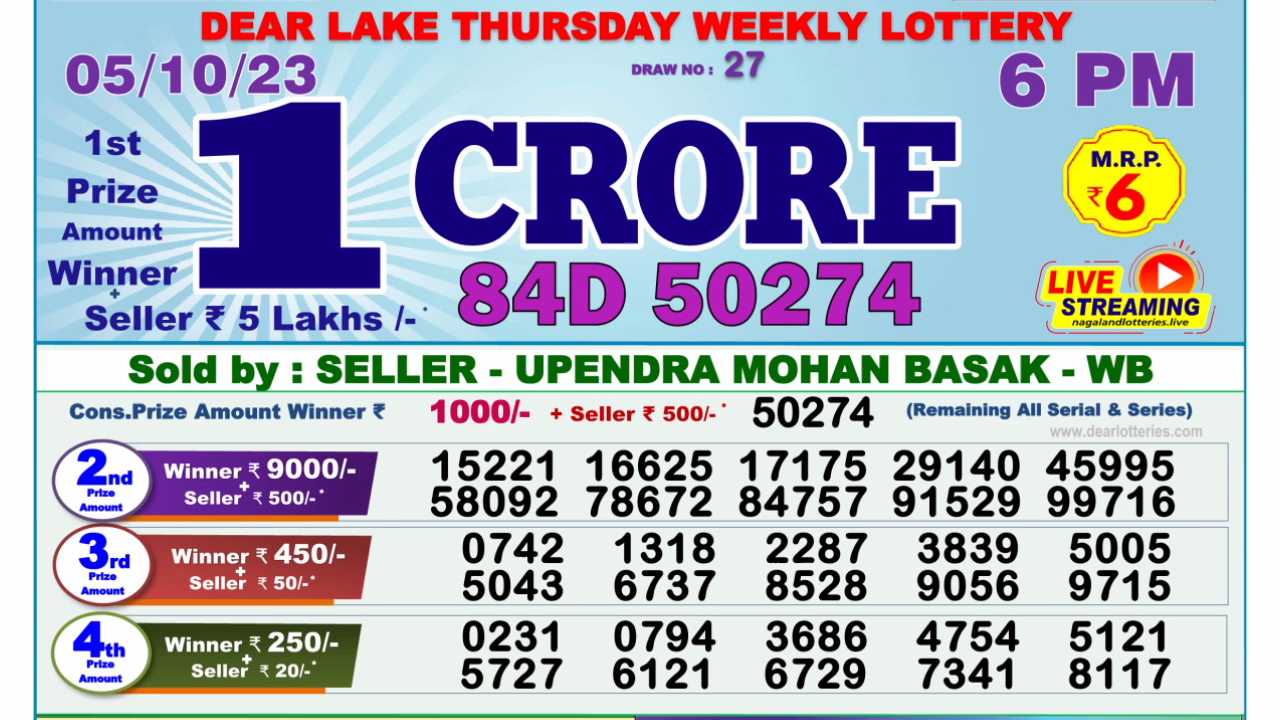 DEAR LAKE THURSDAY WEEKLY LOTTERY
05/10/23
DRAW NO : 27
6 PM
1st
Prize
Amount
Winner
+
Seller ₹ 5 Lakhs /-*
1 CRORE
84D 50274
M.R.P.
₹6
LIVE
STREAMING
nagalandlotteries.live
Sold by : SELLER - UPENDRA MOHAN BASAK - WB
Cons.Prize Amount Winner ₹ 1000/- + Seller ₹ 500/-* 50274 (Remaining All Serial & Series)
www.dearlotteries.com
2nd
Prize
Amount
Winner ₹ 9000/-
+
Seller ₹ 500/-*
15221 16625 17175 29140 45995
58092 78672 84757 91529 99716
3rd
Prize
Amount
Winner ₹ 450/-
+
Seller ₹ 50/-*
0742 1318 2287 3839 5005
5043 6737 8528 9056 9715
4th
Prize
Amount
Winner ₹ 250/-
+
Seller ₹ 20/-*
0231 0794 3686 4754 5121
5727 6121 6729 7341 8117